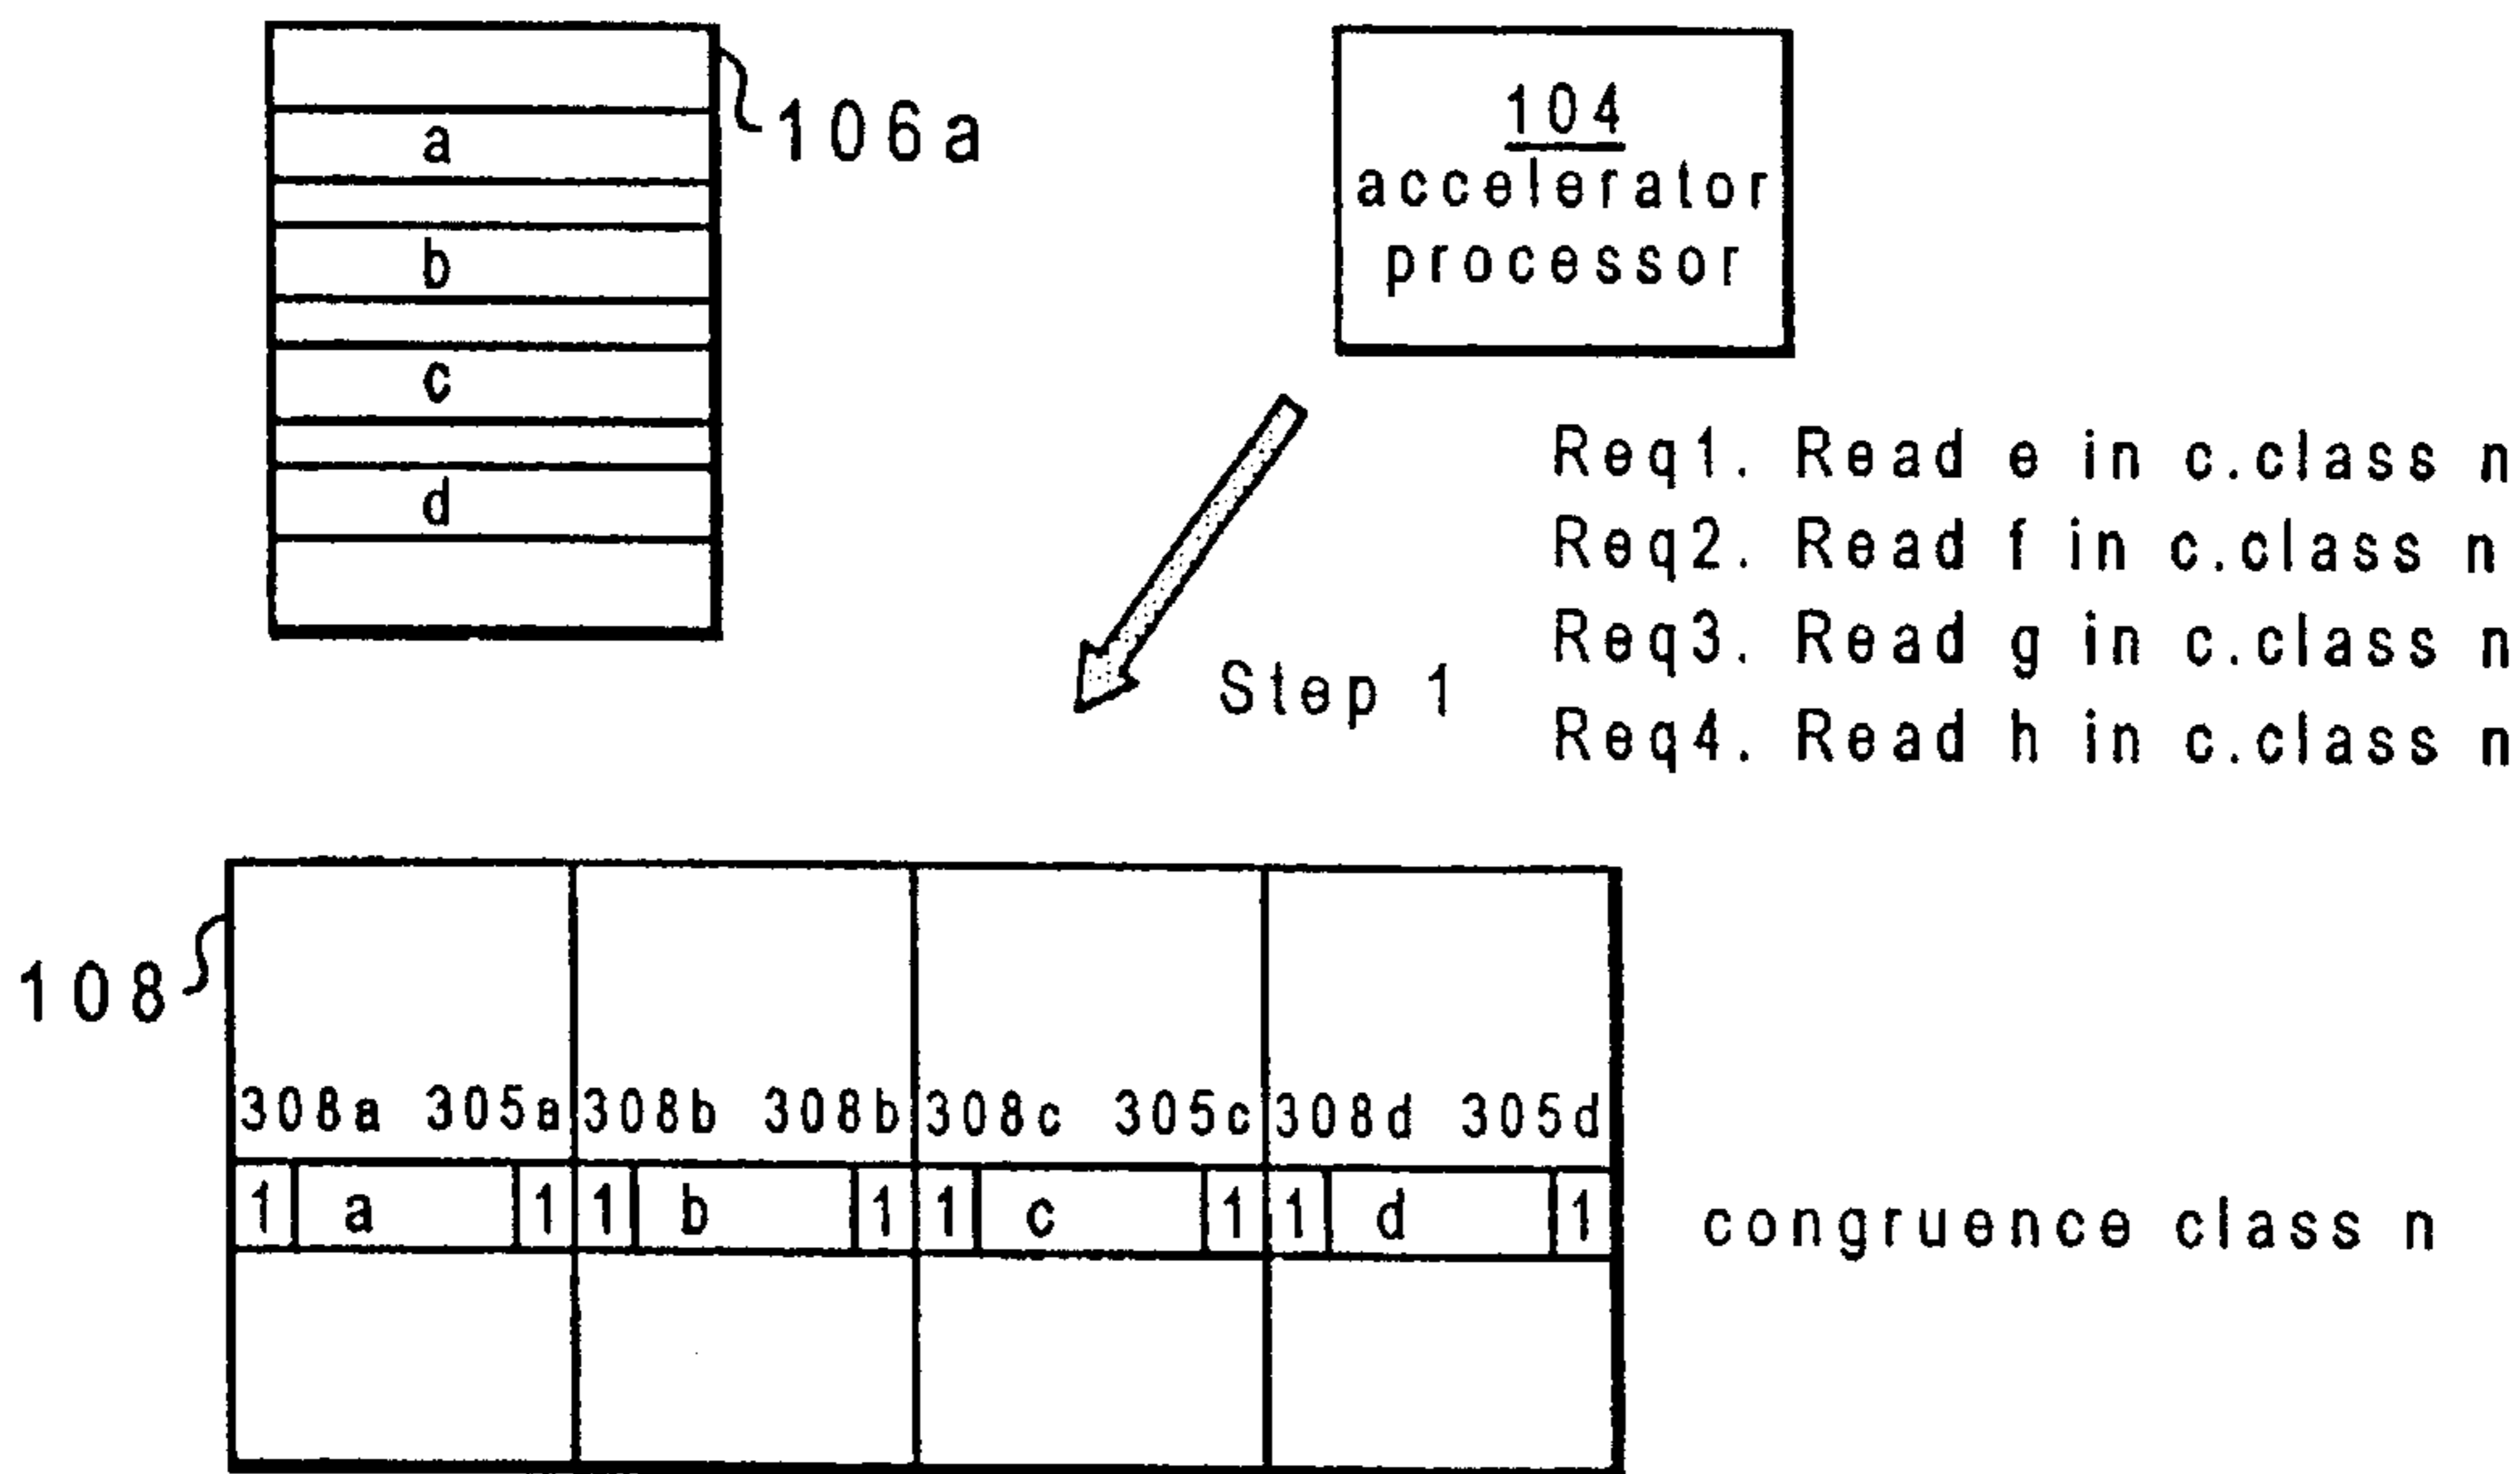 106a
a
b
c
d
104
accelerator
processor
Req1. Read e in c.class n
Req2. Read f in c.class n
Req3. Read g in c.class n
Req4. Read h in c.class n
Step 1
108
308a 305a 308b 308b 308c 305c 308d 305d
1 a 1 1 b 1 1 c 1 1 d 1
congruence class n